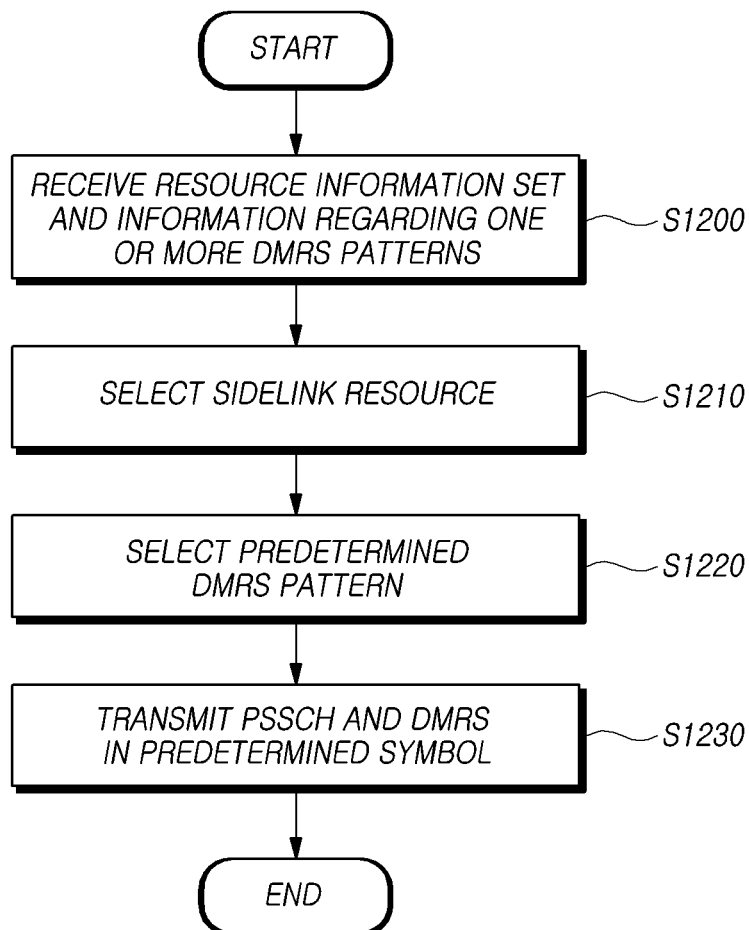 START
RECEIVE RESOURCE INFORMATION SET
AND INFORMATION REGARDING ONE
OR MORE DMRS PATTERNS
S1200
SELECT SIDELINK RESOURCE
S1210
SELECT PREDETERMINED
DMRS PATTERN
S1220
TRANSMIT PSSCH AND DMRS
IN PREDETERMINED SYMBOL
S1230
END